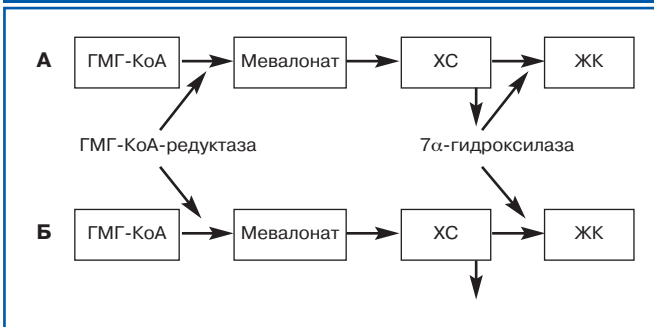 А ГМГ-КоА Мевалонат ХС ЖК
ГМГ-КоА-редуктаза 7α-гидроксилаза
Б ГМГ-КоА Мевалонат ХС ЖК